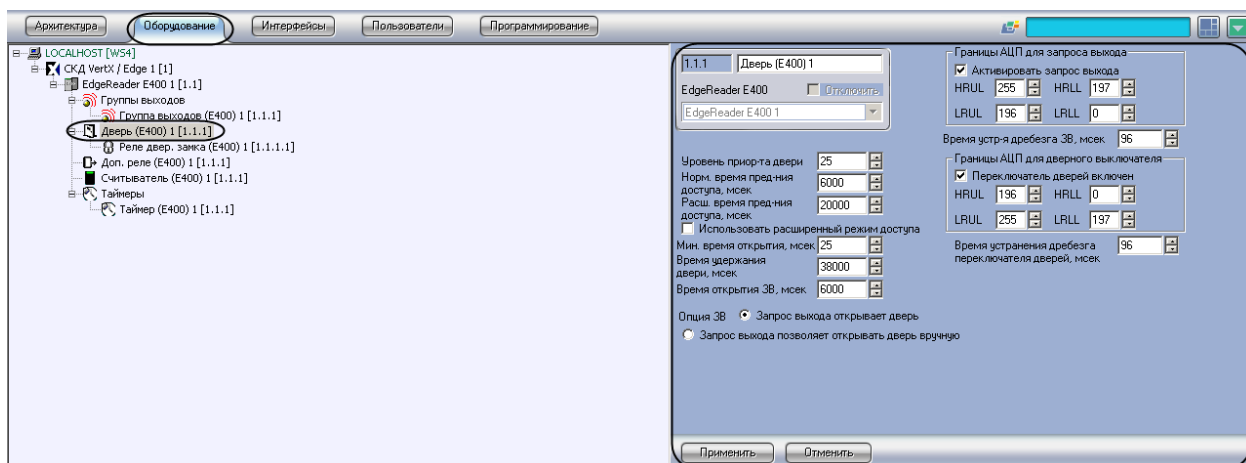 Архитектура Оборудование Интерфейсы Пользователи Программирование
LOCALHOST [WS4]
СКД VertX / Edge 1 [1]
EdgeReader E400 1 [1.1]
Группы выходов
Группа выходов (E400) 1 [1.1.1]
Дверь (E400) 1 [1.1.1]
Реле двер. замка (E400) 1 [1.1.1.1]
Доп. реле (E400) 1 [1.1.1]
Считыватель (E400) 1 [1.1.1]
Таймеры
Таймер (E400) 1 [1.1.1]
1.1.1 Дверь (E400) 1
EdgeReader E400 Отключить
EdgeReader E400 1
Уровень приор-та двери 25
Норм. время пред-ния
доступа, мсек 6000
Расш. время пред-ния
доступа, мсек 20000
Использовать расширенный режим доступа
Мин. время открытия, мсек 25
Время удержания
двери, мсек 38000
Время открытия ЗВ, мсек 6000
Опция ЗВ Запрос выхода открывает дверь
Запрос выхода позволяет открывать дверь вручную
Границы АЦП для запроса выхода
Активировать запрос выхода
HRUL 255 HRLL 197
LRUL 196 LRLL 0
Время устр-я дребезга ЗВ, мсек 96
Границы АЦП для дверного выключателя
Переключатель дверей включен
HRUL 196 HRLL 0
LRUL 255 LRLL 197
Время устранения дребезга 96
переключателя дверей, мсек
Применить Отменить